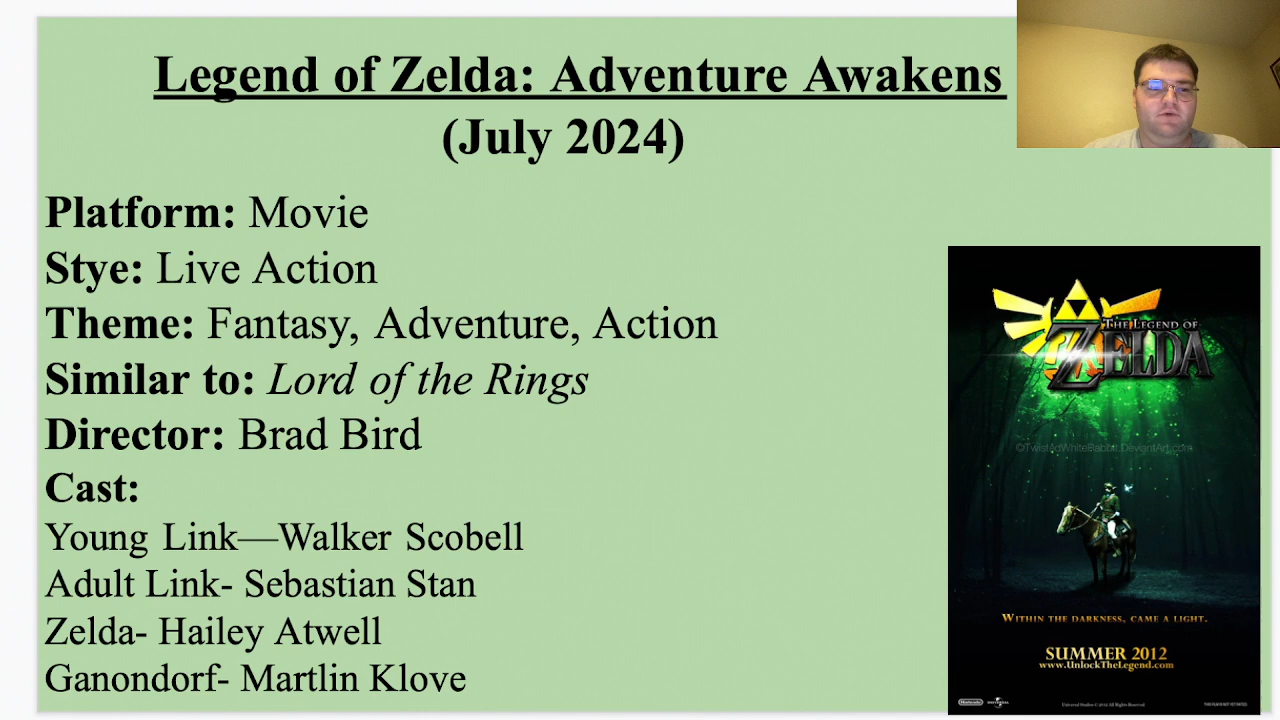 Legend of Zelda: Adventure Awakens
(July 2024)
Platform: Movie
Stye: Live Action
Theme: Fantasy, Adventure, Action
Similar to: Lord of the Rings
Director: Brad Bird
Cast:
Young Link—Walker Scobell
Adult Link- Sebastian Stan
Zelda- Hailey Atwell
Ganondorf- Martlin Klove
THE LEGEND OF
ZELDA
WITHIN THE DARKNESS, CAME A LIGHT.
SUMMER 2012
www.UnlockTheLegend.com
Nintendo